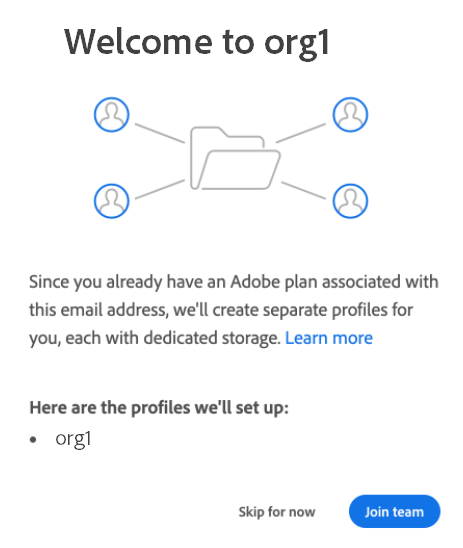 Welcome to org1
Since you already have an Adobe plan associated with
this email address, we'll create separate profiles for
you, each with dedicated storage. Learn more
Here are the profiles we'll set up:
• org1
Skip for now
Join team